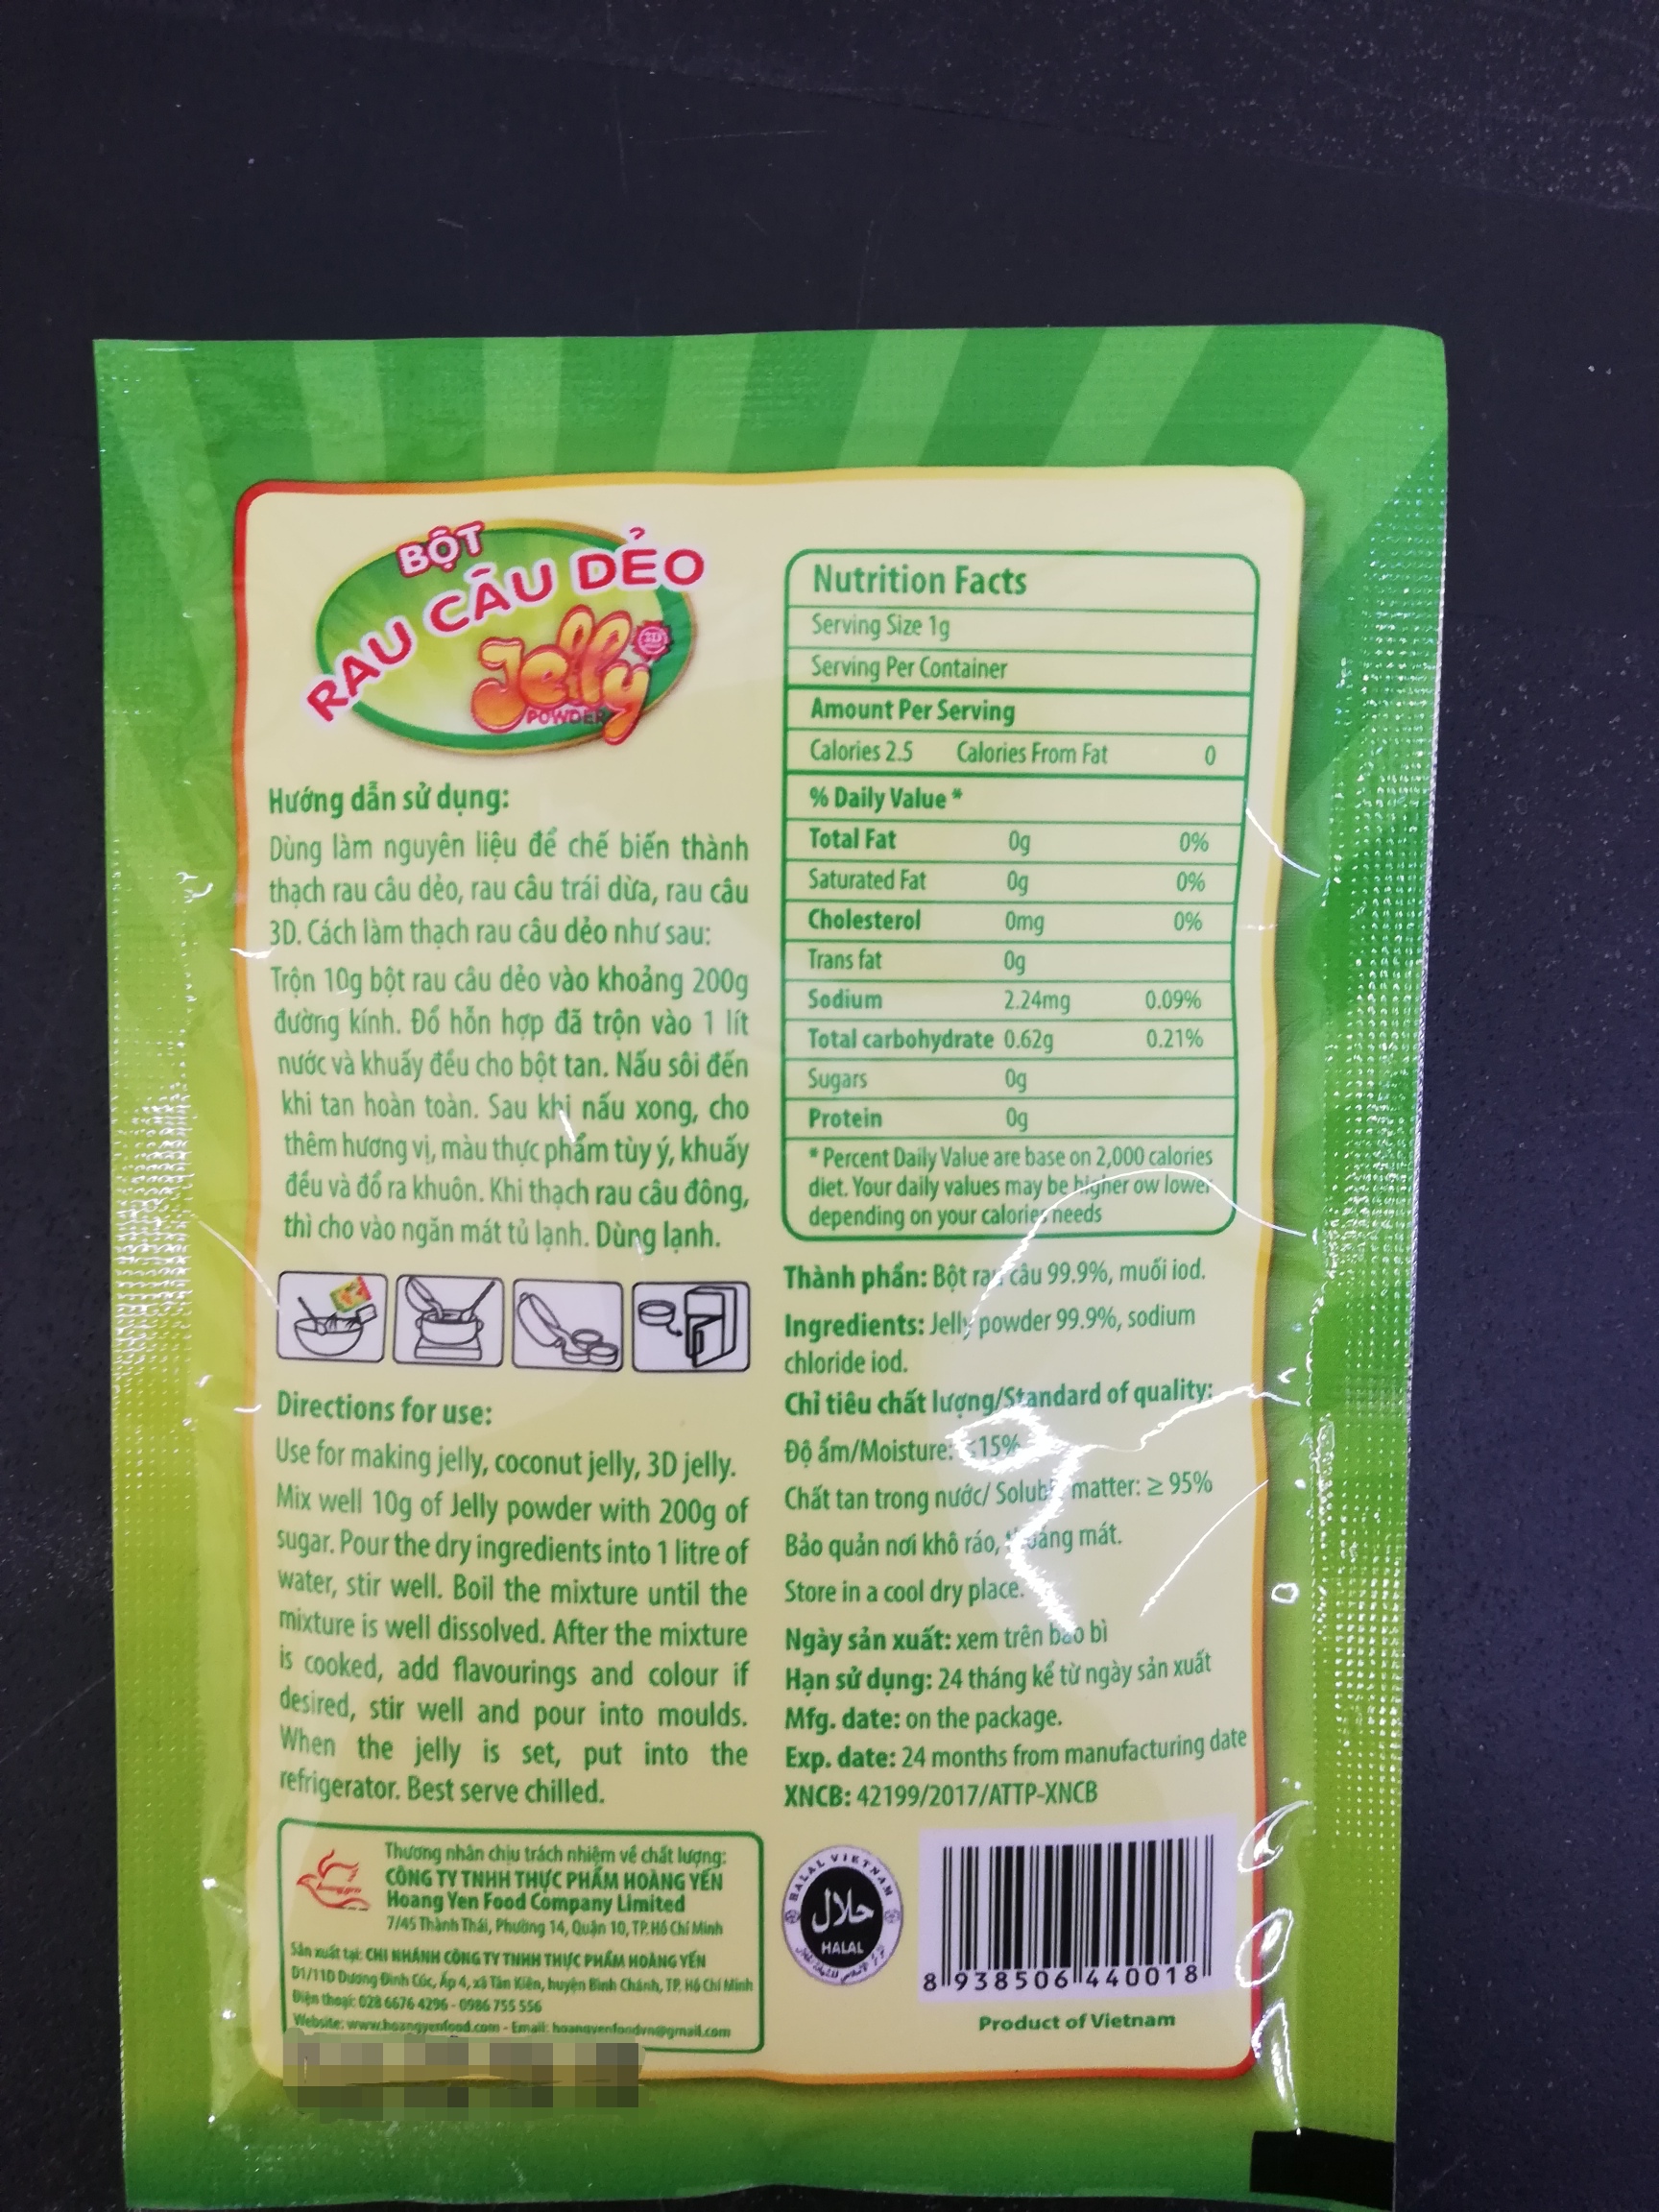 BỘT
RAU CÂU DẺO
Jelly
3D
POWDER
Hướng dẫn sử dụng:
Dùng làm nguyên liệu để chế biến thành
thạch rau câu dẻo, rau câu trái dừa, rau câu
3D. Cách làm thạch rau câu dẻo như sau:
Trộn 10g bột rau câu dẻo vào khoảng 200g
đường kính. Đổ hỗn hợp đã trộn vào 1 lít
nước và khuấy đều cho bột tan. Nấu sôi đến
khi tan hoàn toàn. Sau khi nấu xong, cho
thêm hương vị, màu thực phẩm tùy ý, khuấy
đều và đổ ra khuôn. Khi thạch rau câu đông,
thì cho vào ngăn mát tủ lạnh. Dùng lạnh.
Directions for use:
Use for making jelly, coconut jelly, 3D jelly.
Mix well 10g of Jelly powder with 200g of
sugar. Pour the dry ingredients into 1 litre of
water, stir well. Boil the mixture until the
mixture is well dissolved. After the mixture
is cooked, add flavourings and colour if
desired, stir well and pour into moulds.
When the jelly is set, put into the
refrigerator. Best serve chilled.
Thương nhân chịu trách nhiệm về chất lượng:
CÔNG TY TNHH THỰC PHẨM HOÀNG YẾN
Hoang Yen Food Company Limited
7/45 Thành Thái, Phường 14, Quận 10, TP. Hồ Chí Minh
Sản xuất tại: CHI NHÁNH CÔNG TY TNHH THỰC PHẨM HOÀNG YẾN
D1/11D Dương Đình Cúc, Ấp 4, xã Tân Kiên, huyện Bình Chánh, TP. Hồ Chí Minh
Điện thoại: 028 6676 4296 - 0986 755 556
Website: www.hoangyenfood.com - Email: hoangyenfoodvn@gmail.com
Nutrition Facts
Serving Size 1g
Serving Per Container
Amount Per Serving
Calories 2.5 Calories From Fat 0
% Daily Value *
Total Fat 0g 0%
Saturated Fat 0g 0%
Cholesterol 0mg 0%
Trans fat 0g
Sodium 2.24mg 0.09%
Total carbohydrate 0.62g 0.21%
Sugars 0g
Protein 0g
* Percent Daily Value are base on 2,000 calories
diet. Your daily values may be higner ow lower
depending on your calories needs
Thành phần: Bột rau câu 99.9%, muối iod.
Ingredients: Jelly powder 99.9%, sodium
chloride iod.
Chỉ tiêu chất lượng/Standard of quality:
Độ ẩm/Moisture: 15%
Chất tan trong nước/ matter: ≥ 95%
Bảo quản nơi khô ráo, thoáng mát.
Store in a cool dry place.
Ngày sản xuất: xem trên bao bì
Hạn sử dụng: 24 tháng kể từ ngày sản xuất
Mfg. date: on the package.
Exp. date: 24 months from manufacturing date
XNCB: 42199/2017/ATTP-XNCB
HALAL VIETNAM
حلال
HALAL
8 938506 440018
Product of Vietnam